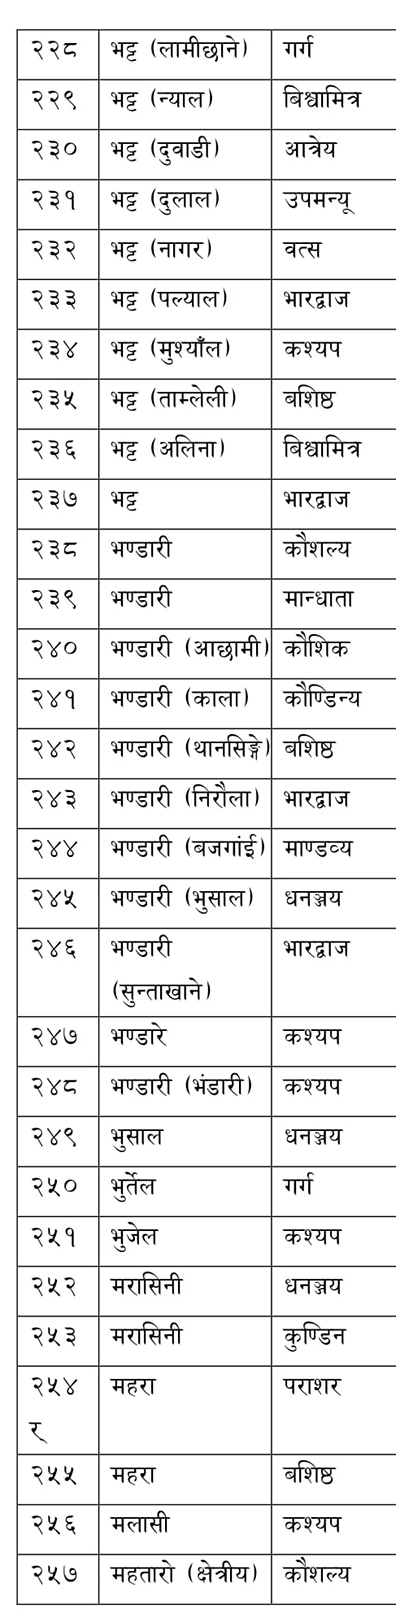 २२८ भट्ट (लामीछाने) गर्ग
२२९ भट्ट (न्याल) बिश्वामित्र
२३० भट्ट (दुवाडी) आत्रेय
२३१ भट्ट (दुलाल) उपमन्यू
२३२ भट्ट (नागर) वत्स
२३३ भट्ट (पल्याल) भारद्वाज
२३४ भट्ट (मुश्याँल) कश्यप
२३५ भट्ट (ताम्लेली) बशिष्ठ
२३६ भट्ट (अलिना) बिश्वामित्र
२३७ भट्ट भारद्वाज
२३८ भण्डारी कौशल्य
२३९ भण्डारी मान्धाता
२४० भण्डारी (आछामी) कौशिक
२४१ भण्डारी (काला) कौण्डिन्य
२४२ भण्डारी (थानसिङ्गे) बशिष्ठ
२४३ भण्डारी (निरौला) भारद्वाज
२४४ भण्डारी (बजगांई) माण्डव्य
२४५ भण्डारी (भुसाल) धनञ्जय
२४६ भण्डारी भारद्वाज
(सुन्ताखाने)
२४७ भण्डारे कश्यप
२४८ भण्डारी (भंडारी) कश्यप
२४९ भुसाल धनञ्जय
२५० भुर्तेल गर्ग
२५१ भुजेल कश्यप
२५२ मरासिनी धनञ्जय
२५३ मरासिनी कुण्डिन
२५४ महरा पराशर
र्
२५५ महरा बशिष्ठ
२५६ मलासी कश्यप
२५७ महतारो (क्षेत्रीय) कौशल्य